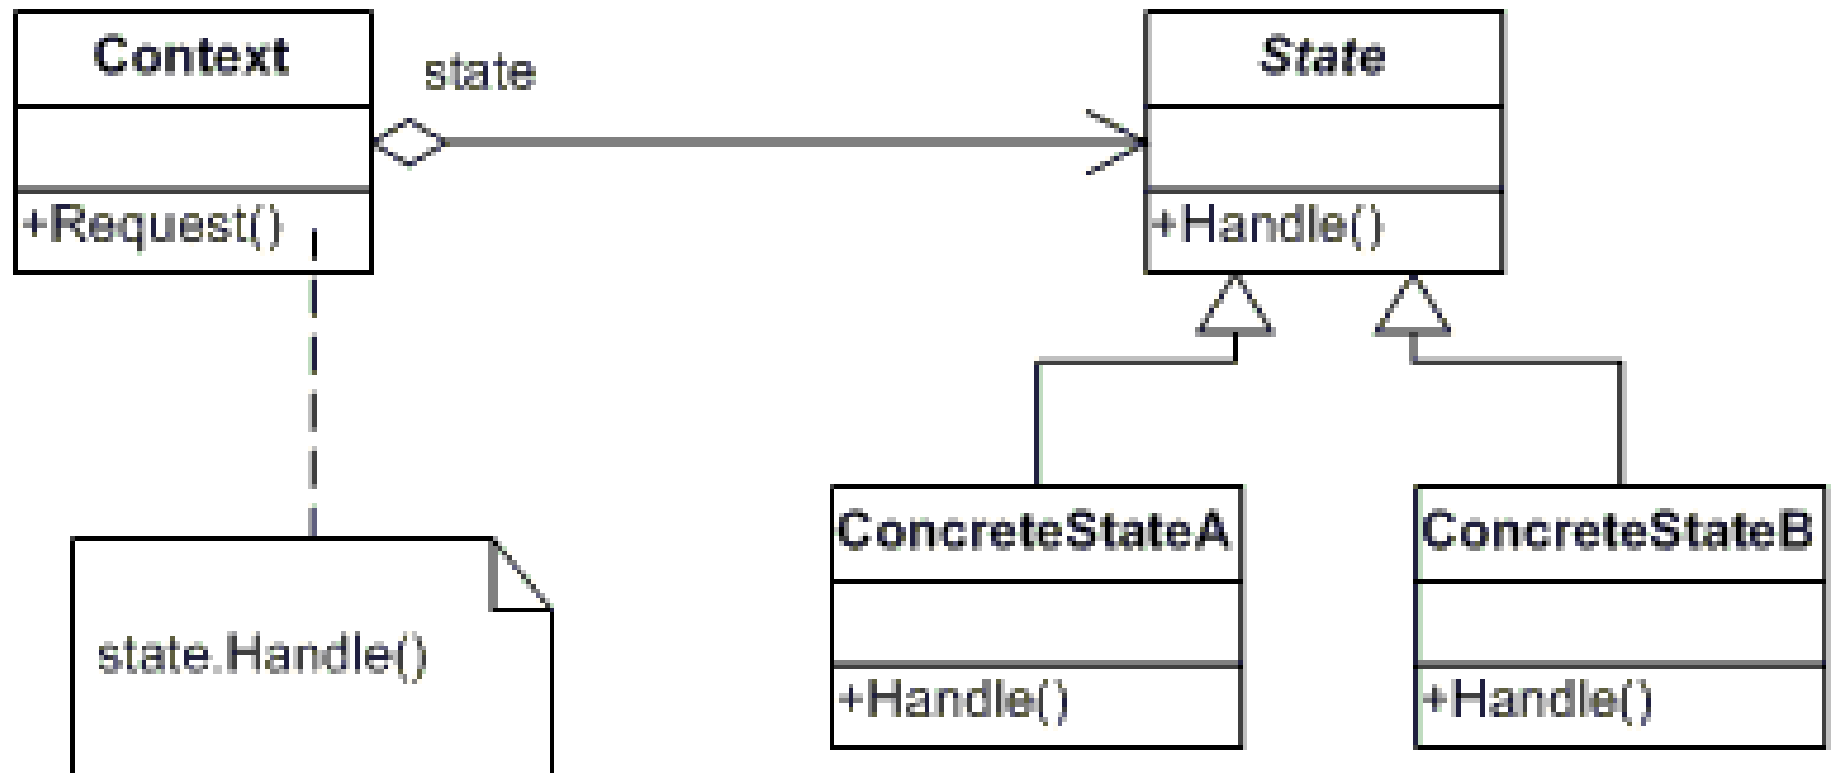 Context
state
State
+Request()
+Handle()
ConcreteStateA
ConcreteStateB
state.Handle()
+Handle()
+Handle()